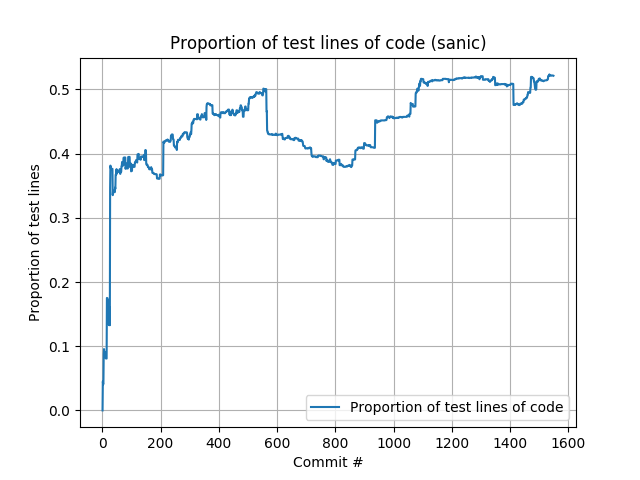 Proportion of test lines of code (sanic)
Proportion of test lines
0.5
0.4
0.3
0.2
0.1
0.0
Proportion of test lines of code
0 200 400 600 800 1000 1200 1400 1600
Commit #